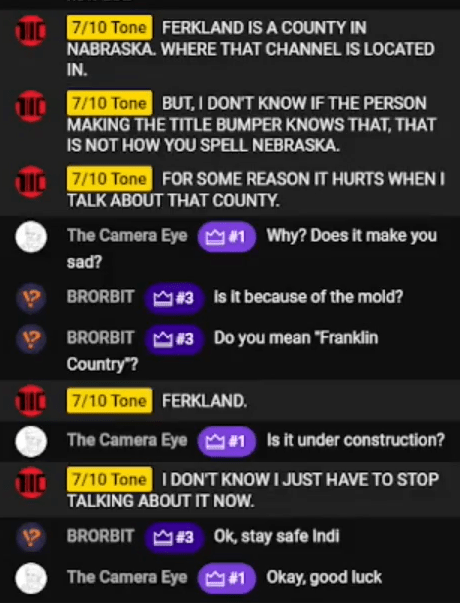 7/10 Tone FERKLAND IS A COUNTY IN
NABRASKA. WHERE THAT CHANNEL IS LOCATED
IN.
7/10 Tone BUT, I DON'T KNOW IF THE PERSON
MAKING THE TITLE BUMPER KNOWS THAT, THAT
IS NOT HOW YOU SPELL NEBRASKA.
7/10 Tone FOR SOME REASON IT HURTS WHEN I
TALK ABOUT THAT COUNTY.
The Camera Eye #1 Why? Does it make you
sad?
BRORBIT #3 Is it because of the mold?
BRORBIT #3 Do you mean "Franklin
Country"?
7/10 Tone FERKLAND.
The Camera Eye #1 Is it under construction?
7/10 Tone I DON'T KNOW I JUST HAVE TO STOP
TALKING ABOUT IT NOW.
BRORBIT #3 Ok, stay safe Indi
The Camera Eye #1 Okay, good luck